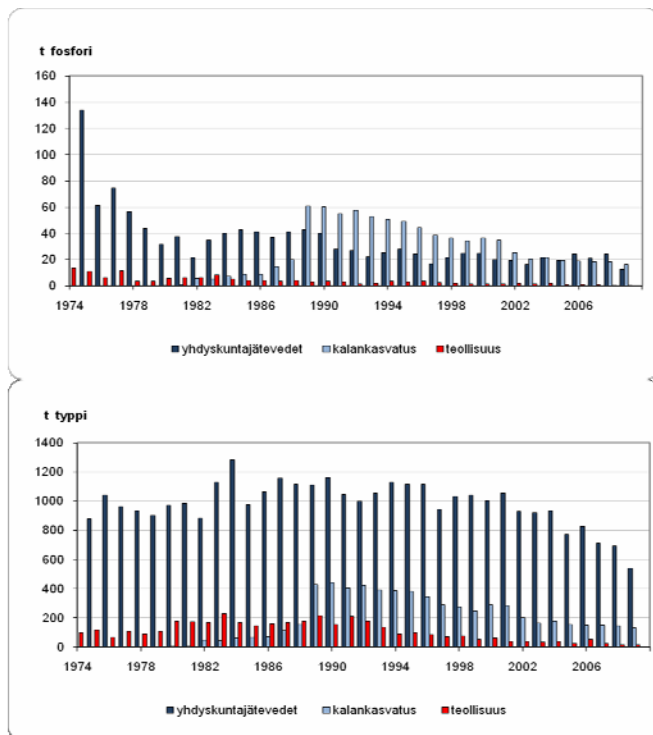 t fosfori
160
140
120
100
80
60
40
20
0
1974 1978 1982 1986 1990 1994 1998 2002 2006
yhdyskuntajätevedet kalankasvatus teollisuus
t typpi
1400
1200
1000
800
600
400
200
0
1974 1978 1982 1986 1990 1994 1998 2002 2006
yhdyskuntajätevedet kalankasvatus teollisuus